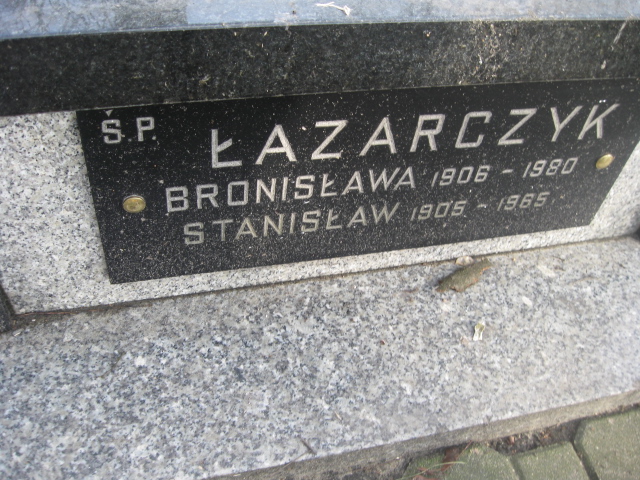 Ś.P.
ŁAZARCZYK
BRONISŁAWA 1906 - 1980
STANISŁAW 1905 - 1965